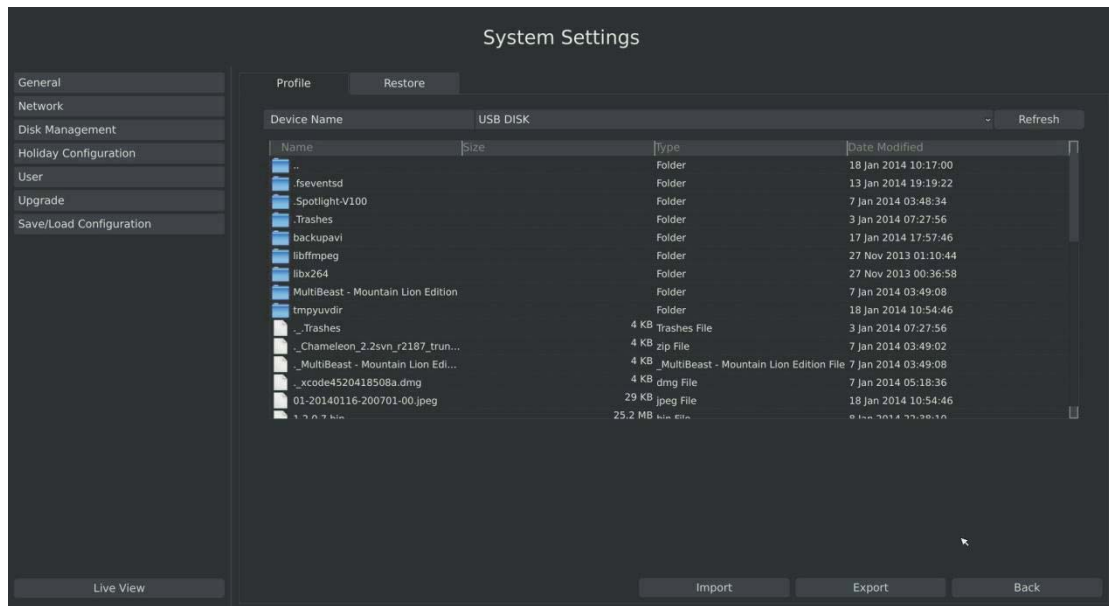 System Settings
General
Network
Disk Management
Holiday Configuration
User
Upgrade
Save/Load Configuration
Live View
Profile Restore
Device Name USB DISK Refresh
Name Size Type Date Modified
.. Folder 18 Jan 2014 10:17:00
.fseventsd Folder 13 Jan 2014 19:19:22
.Spotlight-V100 Folder 7 Jan 2014 03:48:34
.Trashes Folder 3 Jan 2014 07:27:56
backupavi Folder 17 Jan 2014 17:57:46
libffmpeg Folder 27 Nov 2013 01:10:44
libx264 Folder 27 Nov 2013 00:36:58
MultiBeast - Mountain Lion Edition Folder 7 Jan 2014 03:49:08
tmpyuvdir Folder 18 Jan 2014 10:54:46
._.Trashes 4 KB Trashes File 3 Jan 2014 07:27:56
._Chameleon_2.2svn_r2187_trun... 4 KB zip File 7 Jan 2014 03:49:02
._MultiBeast - Mountain Lion Edi... 4 KB _MultiBeast - Mountain Lion Edition File 7 Jan 2014 03:49:08
._xcode4520418508a.dmg 4 KB dmg File 7 Jan 2014 05:18:36
01-20140116-200701-00.jpeg 29 KB jpeg File 18 Jan 2014 10:54:46
1.2.0.7.bin 25.2 MB bin File
Import Export Back